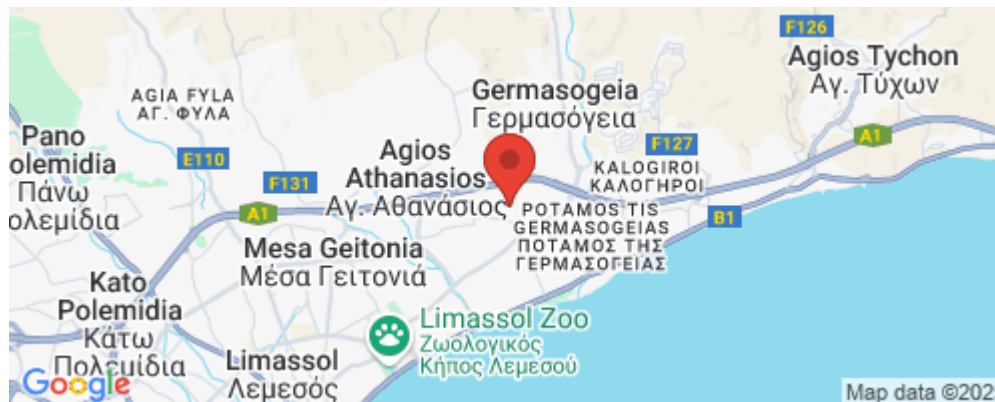 F126
Agios Tychon
Αγ. Τύχων
Germasogeia
Γερμασόγεια
AGIA FYLA
ΑΓ. ΦΥΛΑ
A1
F127
Pano
olemidia
Πάνω
ολεμίδια
E110
Agios
Athanasios
Αγ. Αθανάσιος
KALOGIROI
ΚΑΛΟΓΗΡΟΙ
F131
A1
POTAMOS TIS
GERMASOGEIAS
ΠΟΤΑΜΟΣ ΤΗΣ
ΓΕΡΜΑΣΟΓΕΙΑΣ
B1
Mesa Geitonia
Μέσα Γειτονιά
Kato
Polemidia
Κάτω
Πολεμίδια
Limassol Zoo
Ζωολογικός
Κήπος Λεμεσού
Limassol
Λεμεσός
Google
Map data ©202